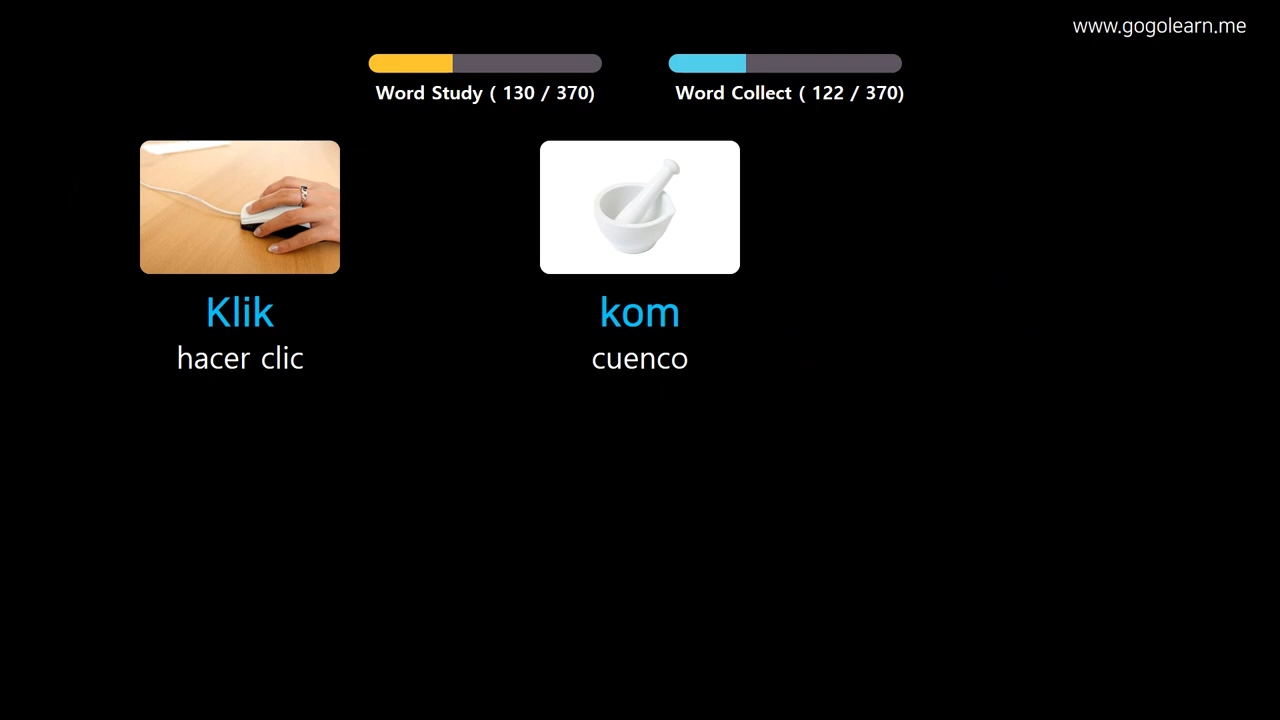 www.gogolearn.me
Word Study ( 130 / 370)
Word Collect ( 122 / 370)
Klik
hacer clic
kom
cuenco